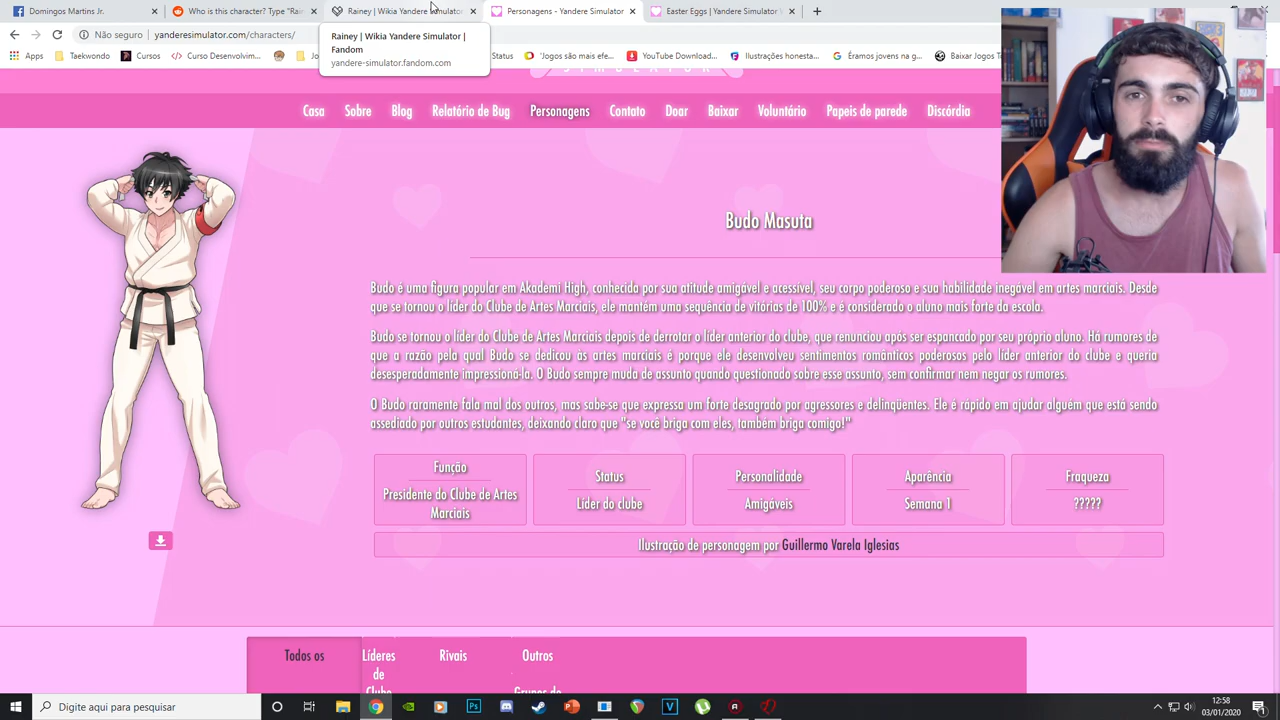 Domingos Martins Jr.
Who is this character? Type "Rain
Rainey | Wikia Yandere Simulator
Personagens - Yandere Simulator
Easter Eggs | Yandere Simulator W
Não seguro | yanderesimulator.com/characters/
Rainey | Wikia Yandere Simulator |
Fandom
yandere-simulator.fandom.com
Apps
Taekwondo
Cursos
Curso Desenvolvim...
Jo
Status
"Jogos são mais efe...
YouTube Download...
Ilustrações honesta...
Éramos jovens na g...
Baixar Jogos T
SIMULATOR
Casa
Sobre
Blog
Relatório de Bug
Personagens
Contato
Doar
Baixar
Voluntário
Papeis de parede
Discórdia
Budo Masuta
Budo é uma figura popular em Akademi High, conhecida por sua atitude amigável e acessível, seu corpo poderoso e sua habilidade inegável em artes marciais. Desde
que se tornou o líder do Clube de Artes Marciais, ele mantém uma sequência de vitórias de 100% e é considerado o aluno mais forte da escola.
Budo se tornou o líder do Clube de Artes Marciais depois de derrotar o líder anterior do clube, que renunciou após ser espancado por seu próprio aluno. Há rumores de
que a razão pela qual Budo se dedicou às artes marciais é porque ele desenvolveu sentimentos românticos poderosos pelo líder anterior do clube e queria
desesperadamente impressioná-la. O Budo sempre muda de assunto quando questionado sobre esse assunto, sem confirmar nem negar os rumores.
O Budo raramente fala mal dos outros, mas sabe-se que expressa um forte desagrado por agressores e delinqüentes. Ele é rápido em ajudar alguém que está sendo
assediado por outros estudantes, deixando claro que "se você briga com eles, também briga comigo!"
Função
Presidente do Clube de Artes
Marciais
Status
Líder do clube
Personalidade
Amigáveis
Aparência
Semana 1
Fraqueza
?????
Ilustração de personagem por Guillermo Varela Iglesias
Todos os
Líderes
de
Clube
Rivais
Outros
Grupos de
Digite aqui para pesquisar
12:58
03/01/2020